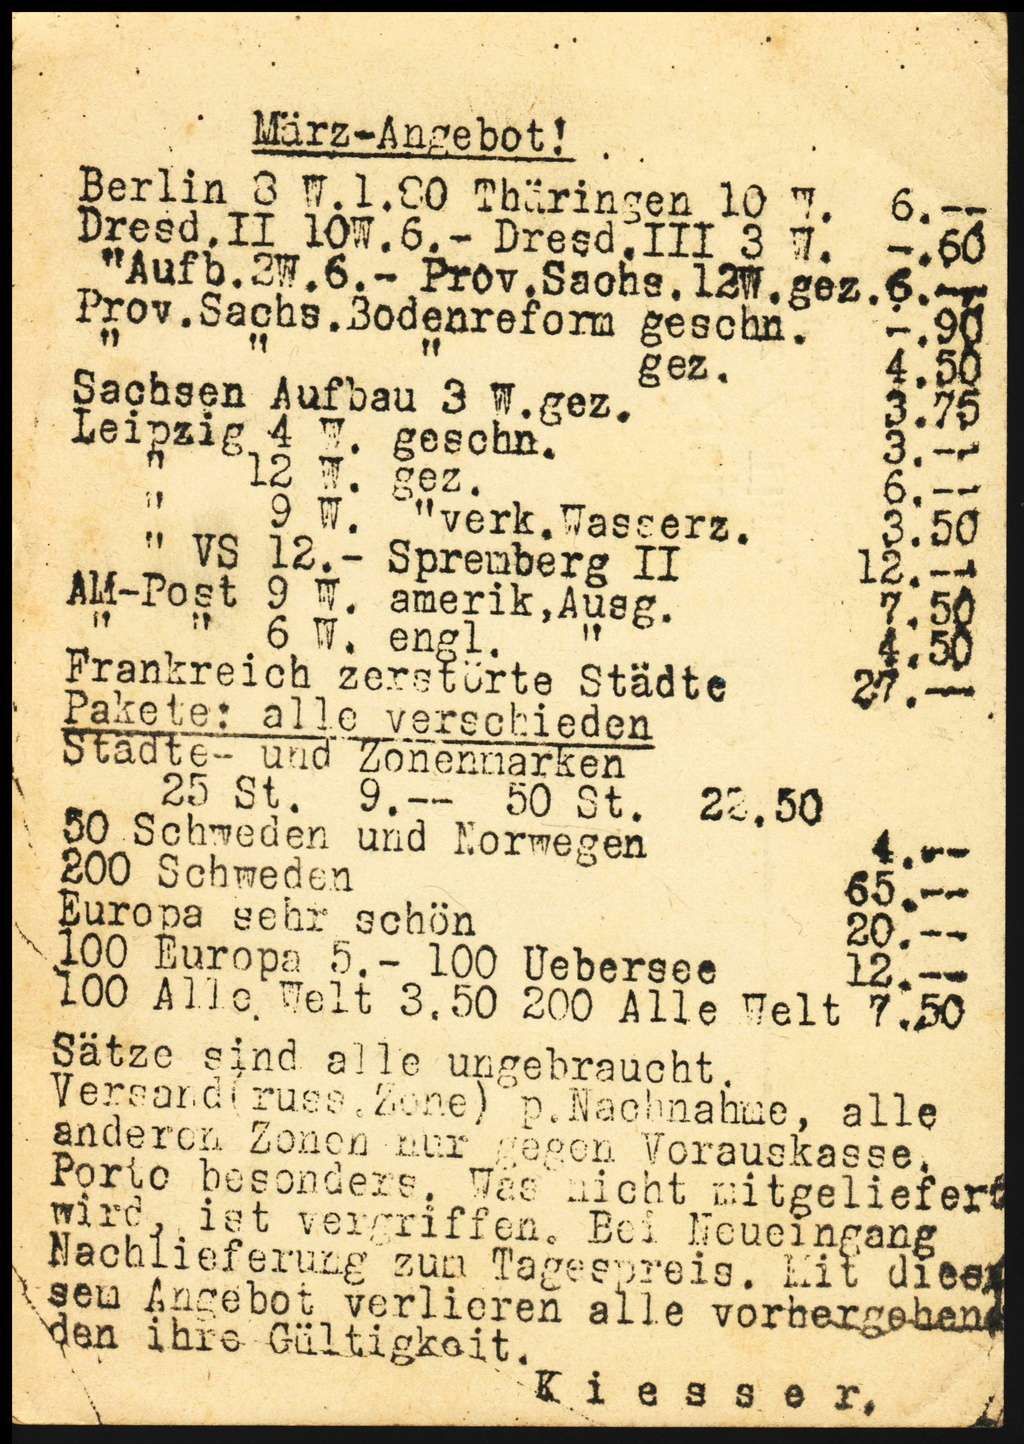 März-Angebot!
Berlin 3 W.1.80 Thüringen 10 W. 6.--
Dresd.II 10W.6.- Dresd.III 3 W. -.60
"Aufb.2W.6.- Prov.Sachs.12W.gez.6.--
Prov.Sachs.Bodenreform geschn. -.90
" " " gez. 4.50
Sachsen Aufbau 3 W.gez. 3.75
Leipzig 4 W. geschn. 3.--
" 12 W. gez. 6.--
" 9 W. "verk.Wasserz. 3.50
" VS 12.- Spremberg II 12.--
AM-Post 9 W. amerik,Ausg. 7.50
" " 6 W. engl. " 4.50
Frankreich zerstörte Städte 27.--
Pakete: alle verschieden
Städte- und Zonenmarken
25 St. 9.-- 50 St. 22.50
50 Schweden und Norwegen 4.--
200 Schweden 65.--
Europa sehr schön 20.--
100 Europa 5.- 100 Uebersee 12.--
100 Alle Welt 3.50 200 Alle Welt 7.50
Sätze sind alle ungebraucht.
Versand(russ.Zone) p.Nachnahme, alle
anderen Zonen nur gegen Vorauskasse.
Porto besonders. Was nicht mitgeliefert
wird, ist vergriffen. Bei Neueingang
Nachlieferung zum Tagespreis. Mit dies
sem Angebot verlieren alle vorhergehen
den ihre Gültigkeit.
Kiesser.